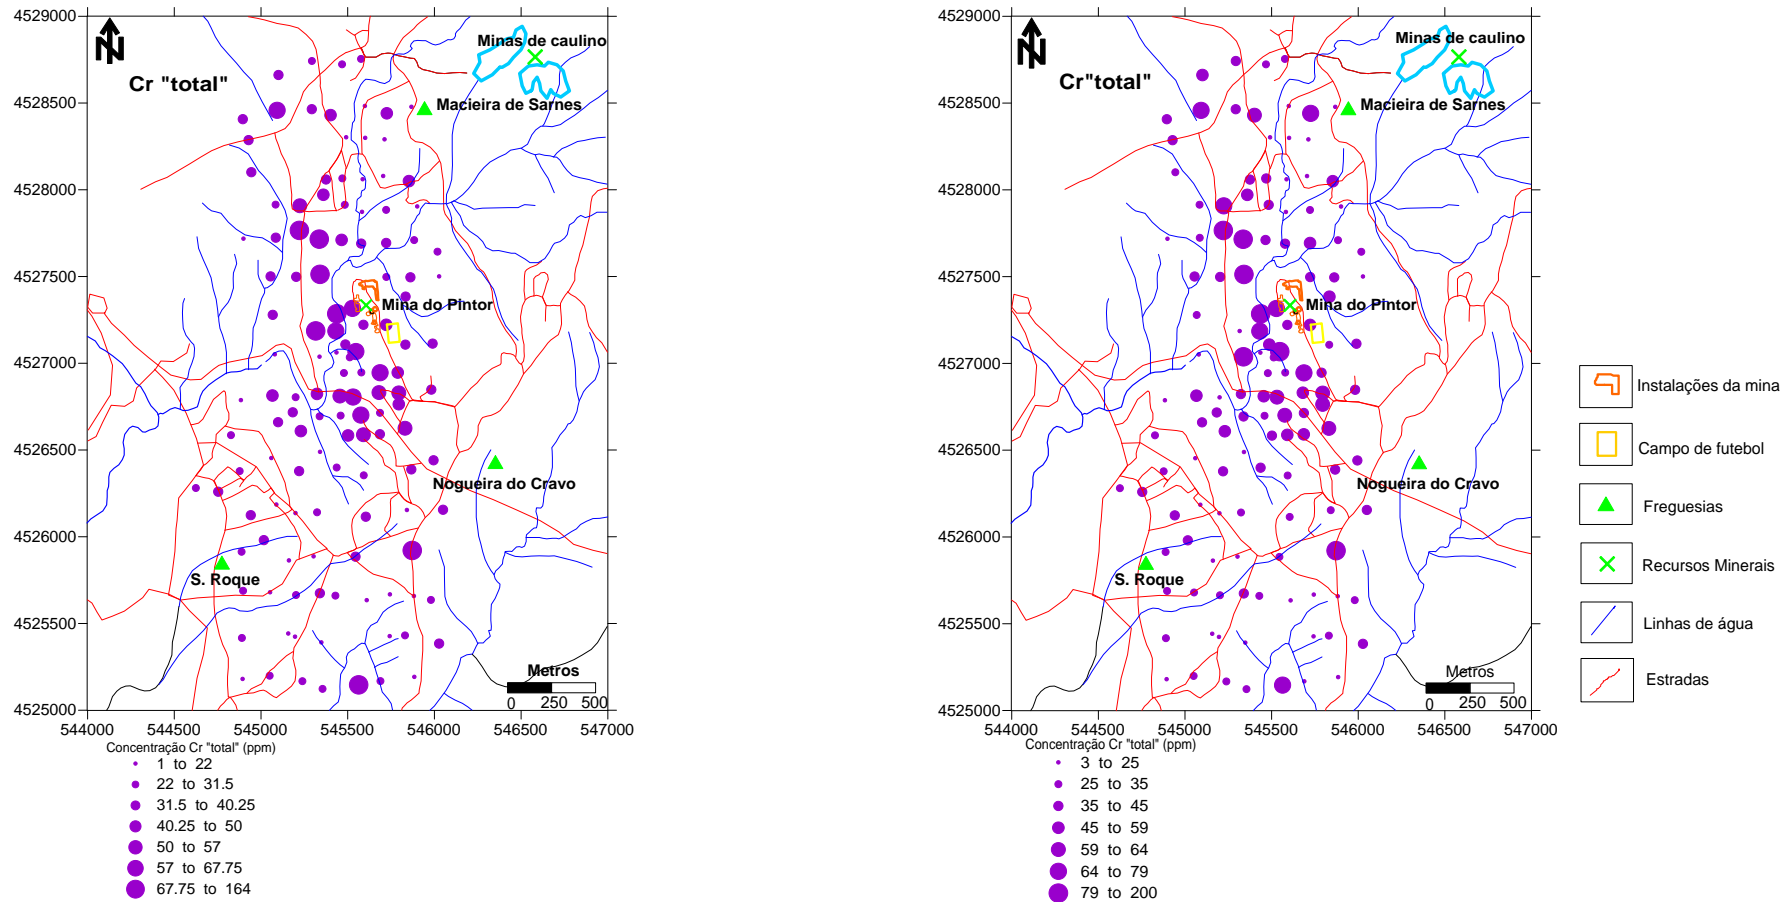 4529000
4528500
4528000
4527500
4527000
4526500
4526000
4525500
4525000
544000
544500
545000
545500
546000
546500
547000
N
Cr "total"
Minas de caulino
Macieira de Sarnes
Mina do Pintor
Nogueira do Cravo
S. Roque
Metros
0 250 500
Concentração Cr "total" (ppm)
1 to 22
22 to 31.5
31.5 to 40.25
40.25 to 50
50 to 57
57 to 67.75
67.75 to 164
4529000
4528500
4528000
4527500
4527000
4526500
4526000
4525500
4525000
544000
544500
545000
545500
546000
546500
547000
N
Cr"total"
Minas de caulino
Macieira de Sarnes
Mina do Pintor
Nogueira do Cravo
S. Roque
Metros
0 250 500
Concentração Cr "total" (ppm)
3 to 25
25 to 35
35 to 45
45 to 59
59 to 64
64 to 79
79 to 200
Instalações da mina
Campo de futebol
Freguesias
Recursos Minerais
Linhas de água
Estradas